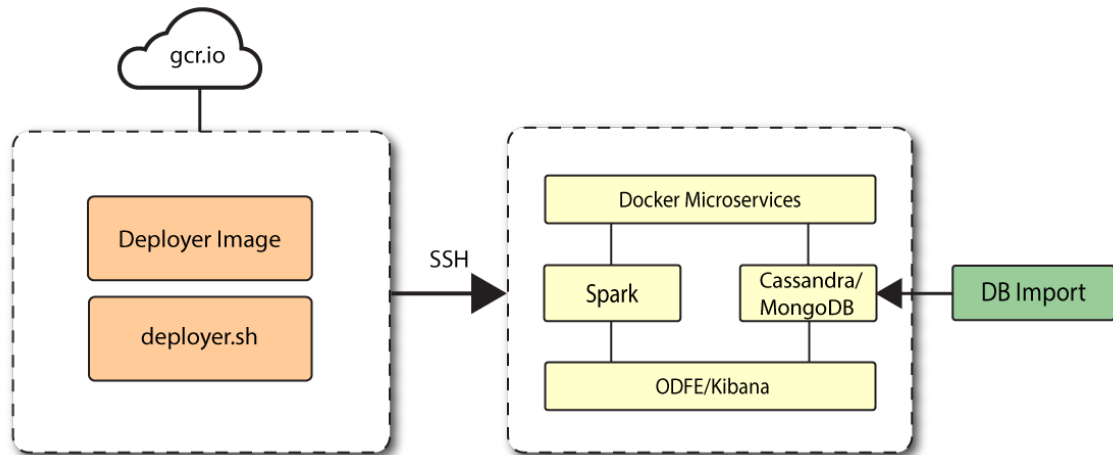 gcr.io
Deployer Image
deployer.sh
SSH
Docker Microservices
Spark
Cassandra/
MongoDB
ODFE/Kibana
DB Import